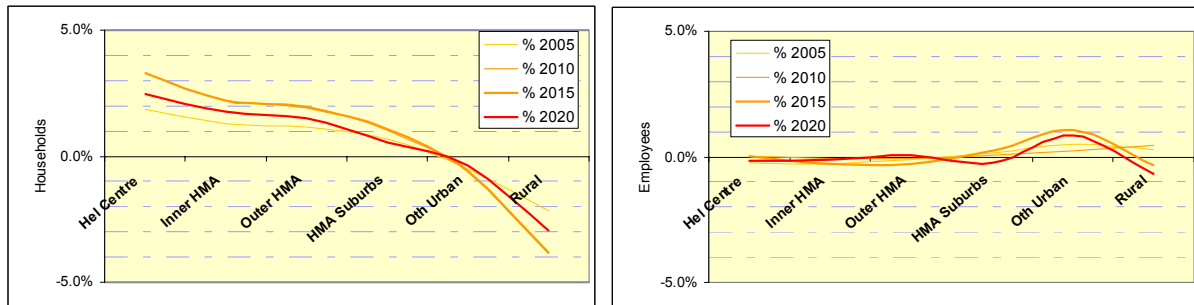 5.0%
% 2005
% 2010
% 2015
% 2020
Households
0.0%
Hel Centre
Inner HMA
Outer HMA
HMA Suburbs
Oth Urban
Rural
-5.0%
5.0%
% 2005
% 2010
% 2015
% 2020
Employees
0.0%
Hel Centre
Inner HMA
Outer HMA
HMA Suburbs
Oth Urban
Rural
-5.0%